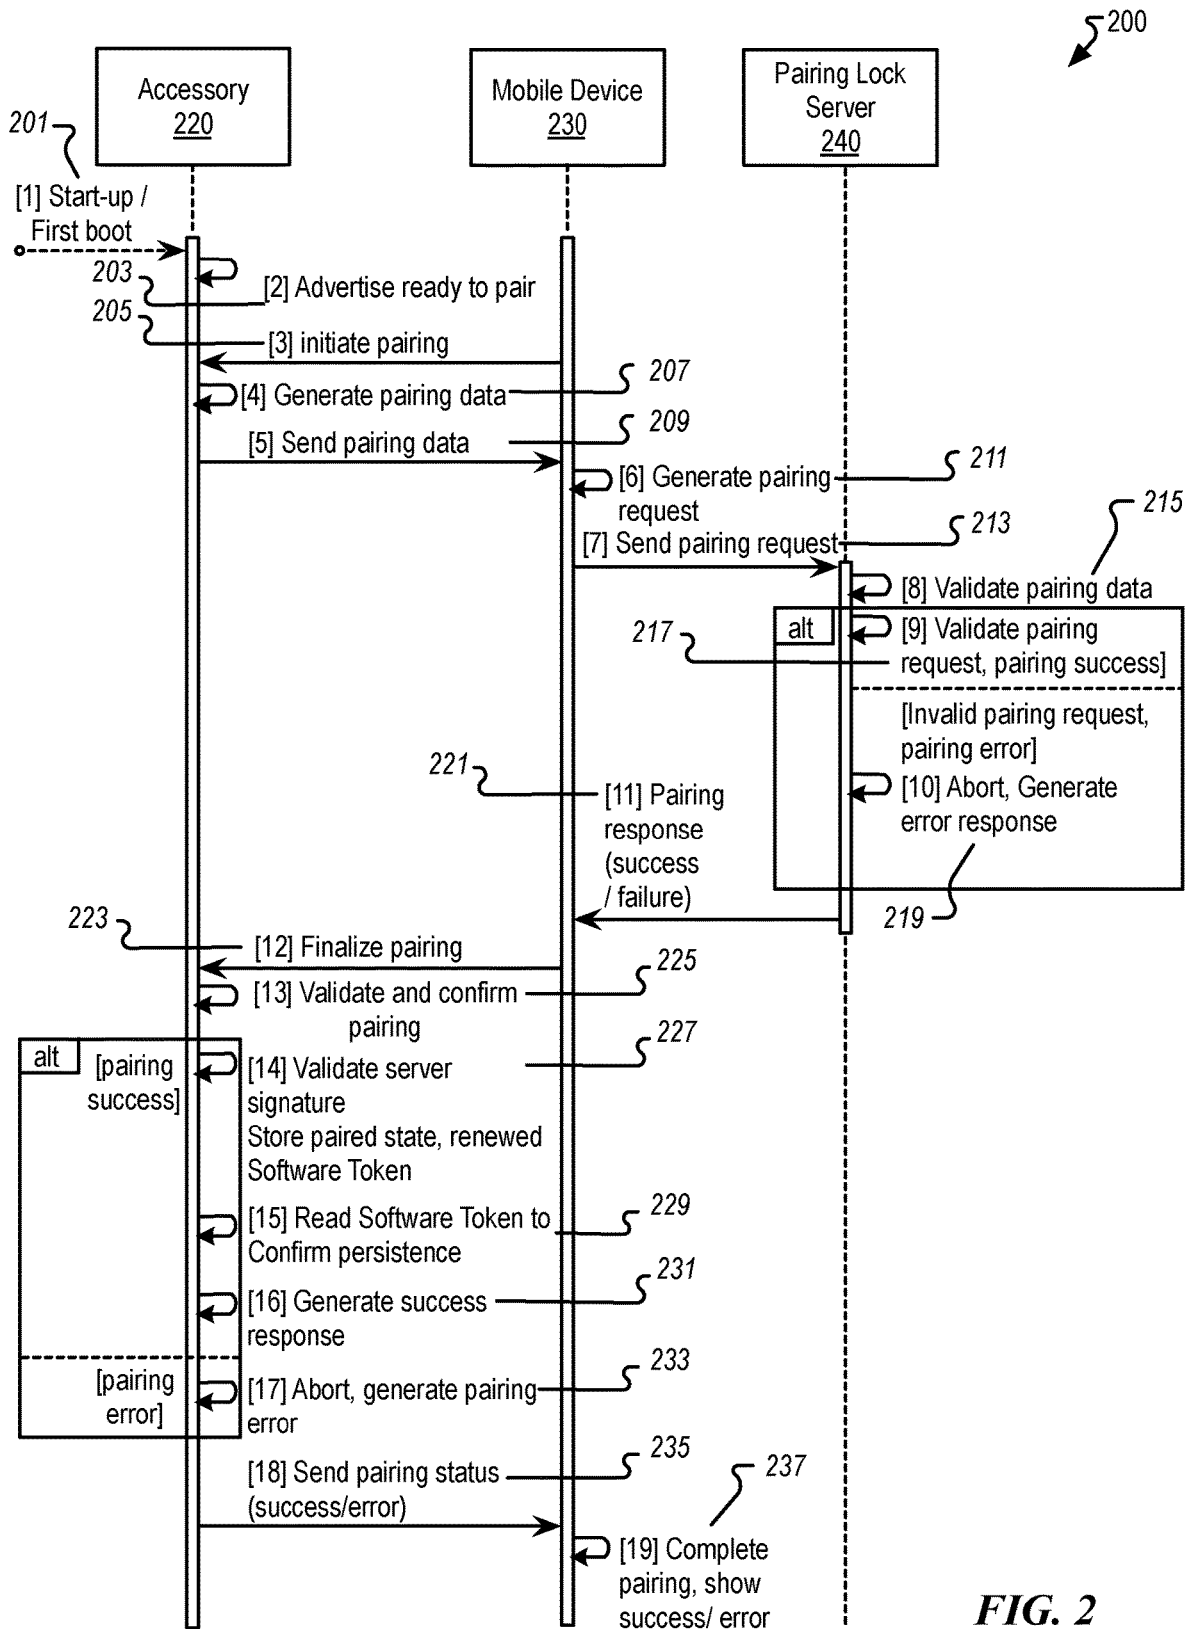 200
Accessory
220
Mobile Device
230
Pairing Lock
Server
240
201
[1] Start-up /
First boot
203
[2] Advertise ready to pair
205
[3] initiate pairing
207
[4] Generate pairing data
209
[5] Send pairing data
211
[6] Generate pairing
request
213
[7] Send pairing request
215
[8] Validate pairing data
alt
217
[9] Validate pairing
request, pairing success]
[Invalid pairing request,
pairing error]
221
[10] Abort, Generate
error response
219
[11] Pairing
response
(success
/ failure)
223
[12] Finalize pairing
225
[13] Validate and confirm
pairing
227
alt
[pairing
success]
[14] Validate server
signature
Store paired state, renewed
Software Token
229
[15] Read Software Token to
Confirm persistence
231
[16] Generate success
response
233
[pairing
error]
[17] Abort, generate pairing
error
235
[18] Send pairing status
(success/error)
237
[19] Complete
pairing, show
success/ error
FIG. 2